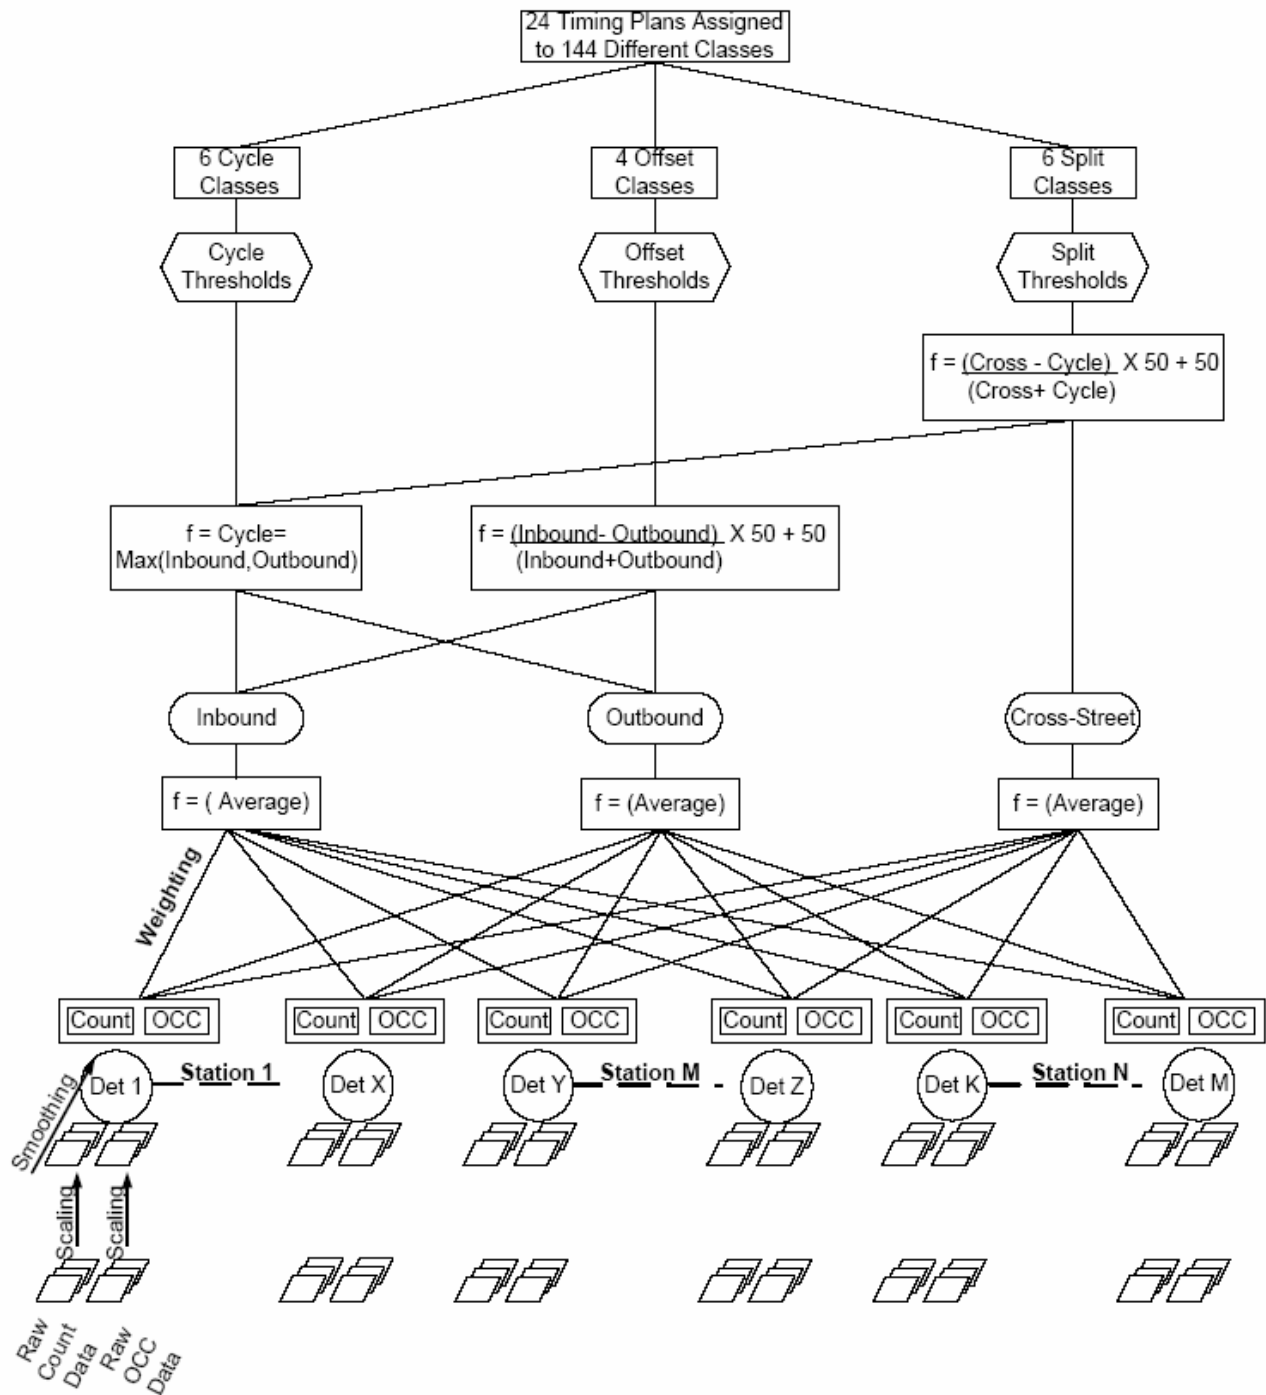 24 Timing Plans Assigned
to 144 Different Classes
6 Cycle
Classes
4 Offset
Classes
6 Split
Classes
Cycle
Thresholds
Offset
Thresholds
Split
Thresholds
f = (Cross - Cycle) X 50 + 50
(Cross+ Cycle)
f = Cycle=
Max(Inbound,Outbound)
f = (Inbound- Outbound) X 50 + 50
(Inbound+Outbound)
Inbound
Outbound
Cross-Street
f = ( Average)
f = (Average)
f = (Average)
Weighting
Count OCC
Count OCC
Count OCC
Count OCC
Count OCC
Count OCC
Smoothing
Det 1
Station 1
Det X
Det Y
Station M
Det Z
Det K
Station N
Det M
Scaling
Scaling
Raw
Count
Data
Raw
OCC
Data